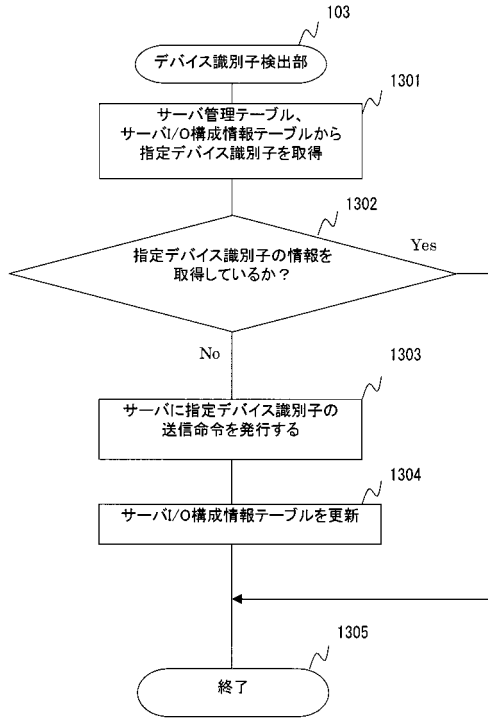 103
デバイス識別子検出部
1301
サーバ管理テーブル、
サーバI/O構成情報テーブルから
指定デバイス識別子を取得
1302
指定デバイス識別子の情報を
取得しているか？
Yes
No
1303
サーバに指定デバイス識別子の
送信命令を発行する
1304
サーバI/O構成情報テーブルを更新
1305
終了